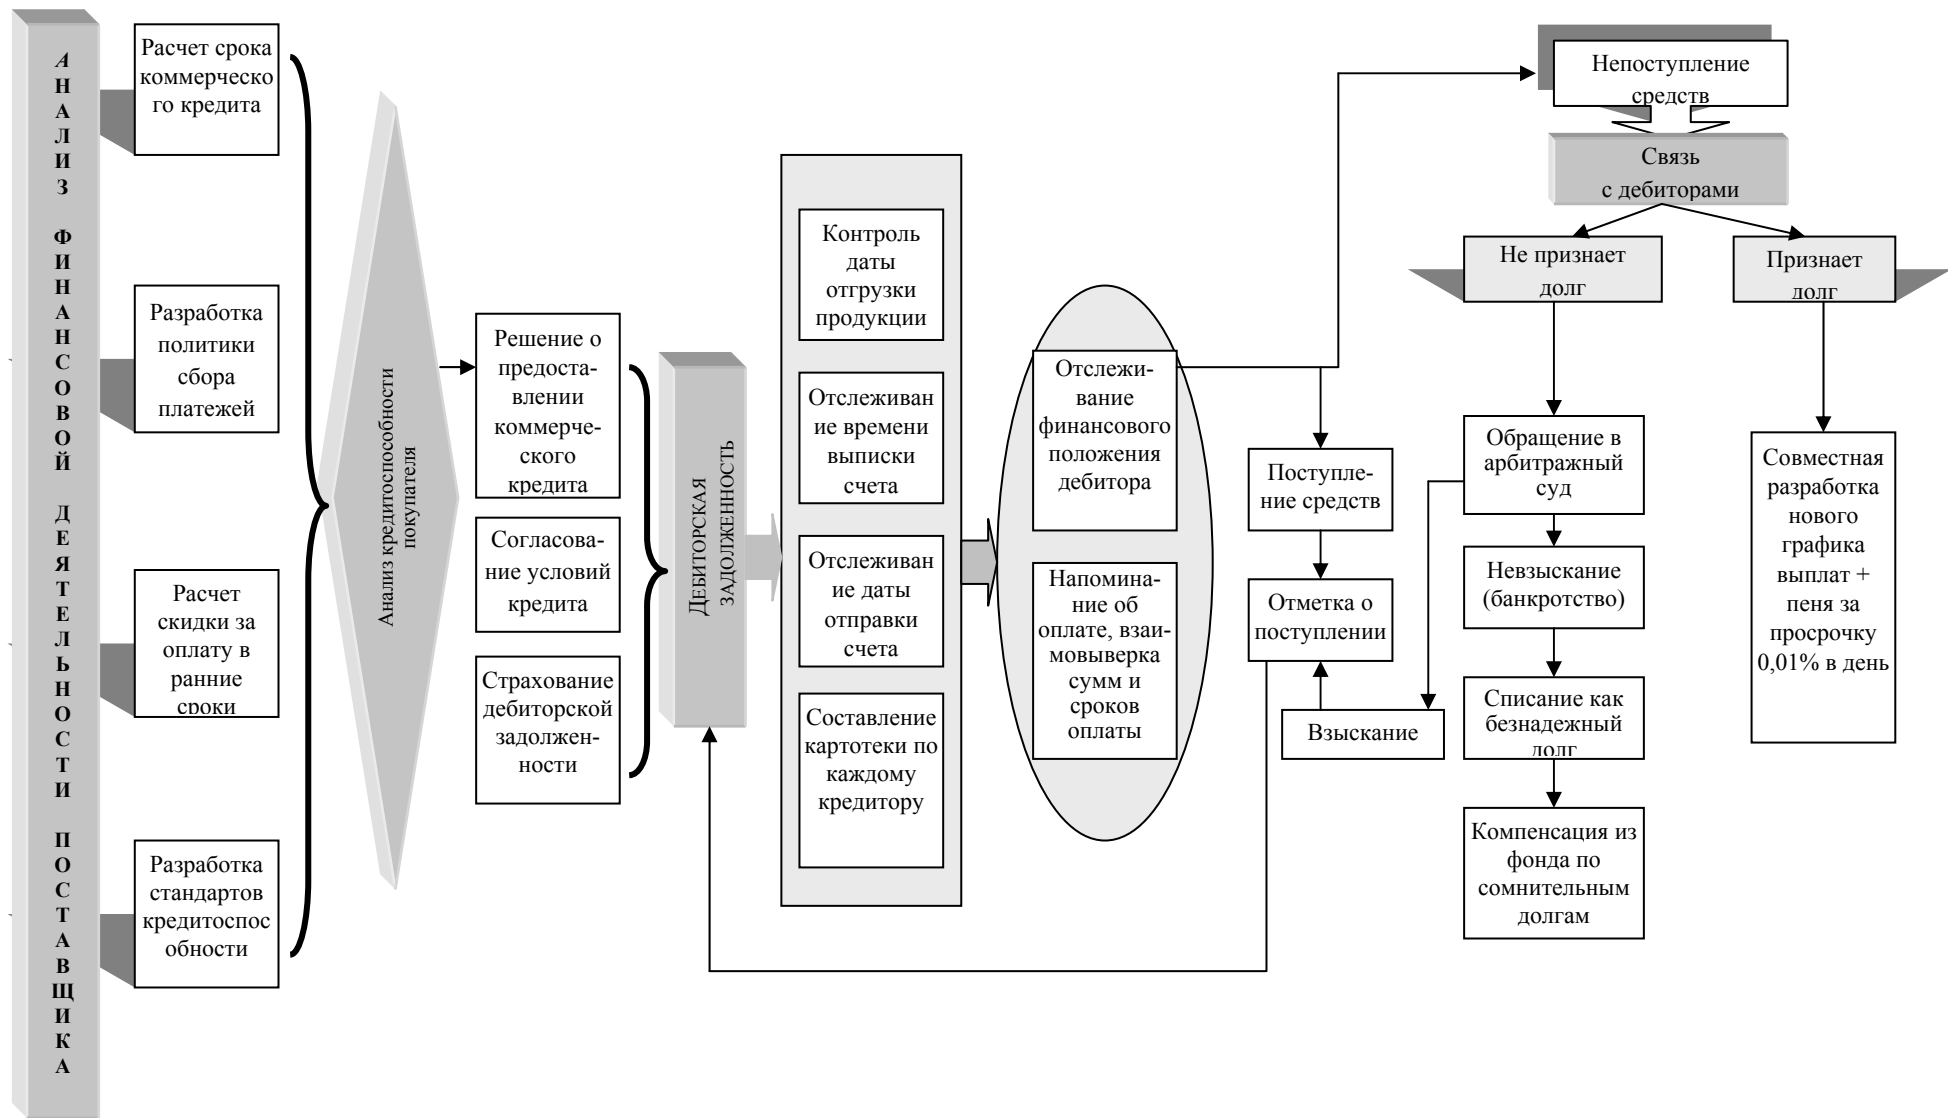 АНАЛИЗ ФИНАНСОВОЙ ДЕЯТЕЛЬНОСТИ ПОСТАВЩИКА
Расчет срока
коммерческо
го кредита
Разработка
политики
сбора
платежей
Расчет
скидки за
оплату в
ранние
сроки
Разработка
стандартов
кредитоспос
обности
Анализ кредитоспособности
покупателя
Решение о
предоста-
влении
коммерче-
ского
кредита
Согласова-
ние условий
кредита
Страхование
дебиторской
задолжен-
ности
ДЕБИТОРСКАЯ
ЗАДОЛЖЕННОСТЬ
Контроль
даты
отгрузки
продукции
Отслеживан
ие времени
выписки
счета
Отслеживан
ие даты
отправки
счета
Составление
картотеки по
каждому
кредитору
Отслежи-
вание
финансового
положения
дебитора
Напомина-
ние об
оплате, взаи-
мовыверка
сумм и
сроков
оплаты
Поступле-
ние средств
Отметка о
поступлении
Взыскание
Непоступление
средств
Связь
с дебиторами
Не признает
долг
Признает
долг
Обращение в
арбитражный
суд
Невзыскание
(банкротство)
Списание как
безнадежный
долг
Компенсация из
фонда по
сомнительным
долгам
Совместная
разработка
нового
графика
выплат +
пеня за
просрочку
0,01% в день